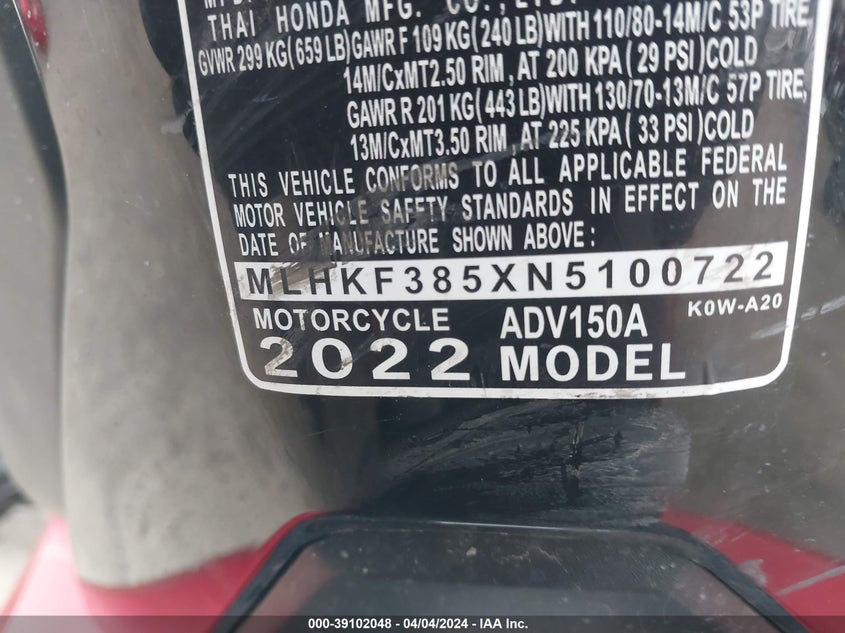 THAI HONDA MFG. CO., LTD.
GVWR 299 KG(659 LB)GAWR F 109 KG(240 LB)WITH 110/80-14M/C 53P TIRE,
14M/CxMT2.50 RIM , AT 200 KPA ( 29 PSI )COLD
GAWR R 201 KG( 443 LB)WITH 130/70-13M/C 57P TIRE,
13M/CxMT3.50 RIM , AT 225 KPA ( 33 PSI )COLD
THIS VEHICLE CONFORMS TO ALL APPLICABLE FEDERAL
MOTOR VEHICLE SAFETY STANDARDS IN EFFECT ON THE
DATE OF MANUFACTURE SHOWN ABOVE :
MLHKF385XN5100722
MOTORCYCLE ADV150A K0W-A20
2022 MODEL
000-39102048 - 04/04/2024 - IAA Inc.